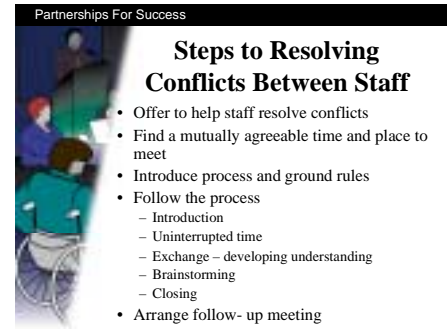 Partnerships For Success
Steps to Resolving
Conflicts Between Staff
• Offer to help staff resolve conflicts
• Find a mutually agreeable time and place to
meet
• Introduce process and ground rules
• Follow the process
– Introduction
– Uninterrupted time
– Exchange – developing understanding
– Brainstorming
– Closing
• Arrange follow- up meeting